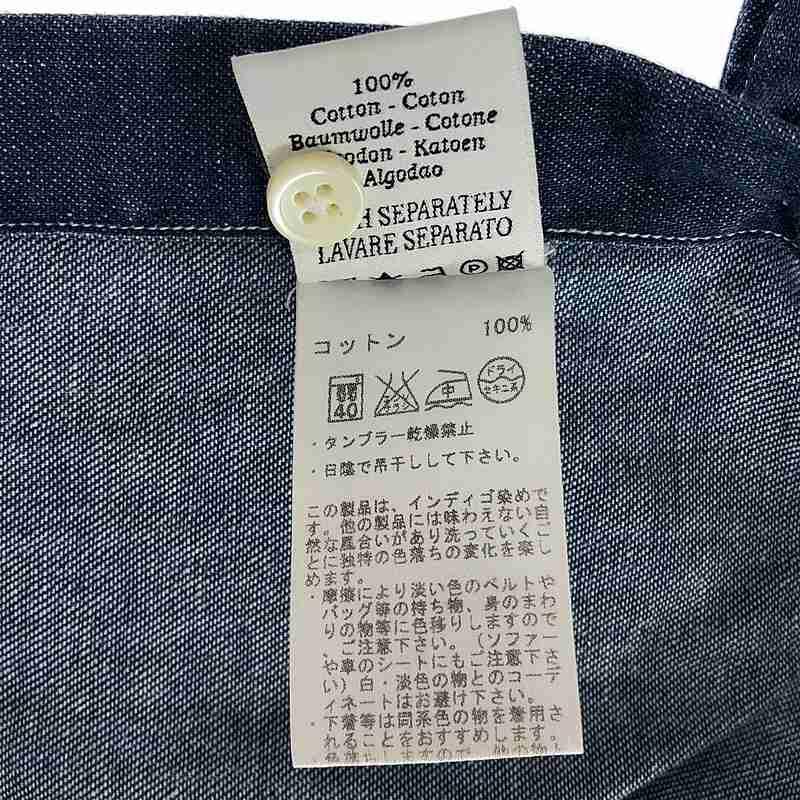 100%
Cotton - Coton
Baumwolle - Cotone
- Katoen
Algodao
SEPARATELY
LAVARE SEPARATO
P
コットン 100%
40
エンソ
中
ドライ
セキユ系
・タンブラー乾燥禁止
・日陰で吊干しして下さい。
この製品は、インディゴ染めで
す。他の製品には味わえない自
然な風合いがあり洗っていくご
とに独特の色落ちの変化を楽し
めます。
・摩擦により淡い色のベルトや
バッグ等の持ち物、身のまわ
りの物等に色移りしますので
、ご注意下さい。（ソファー
や車のシートにもご注意下さ
い）白・淡色の物とのコーデ
ィネートはお避け下さい。
・下着等は同系色の物を着用さ
れることをおすすめします。